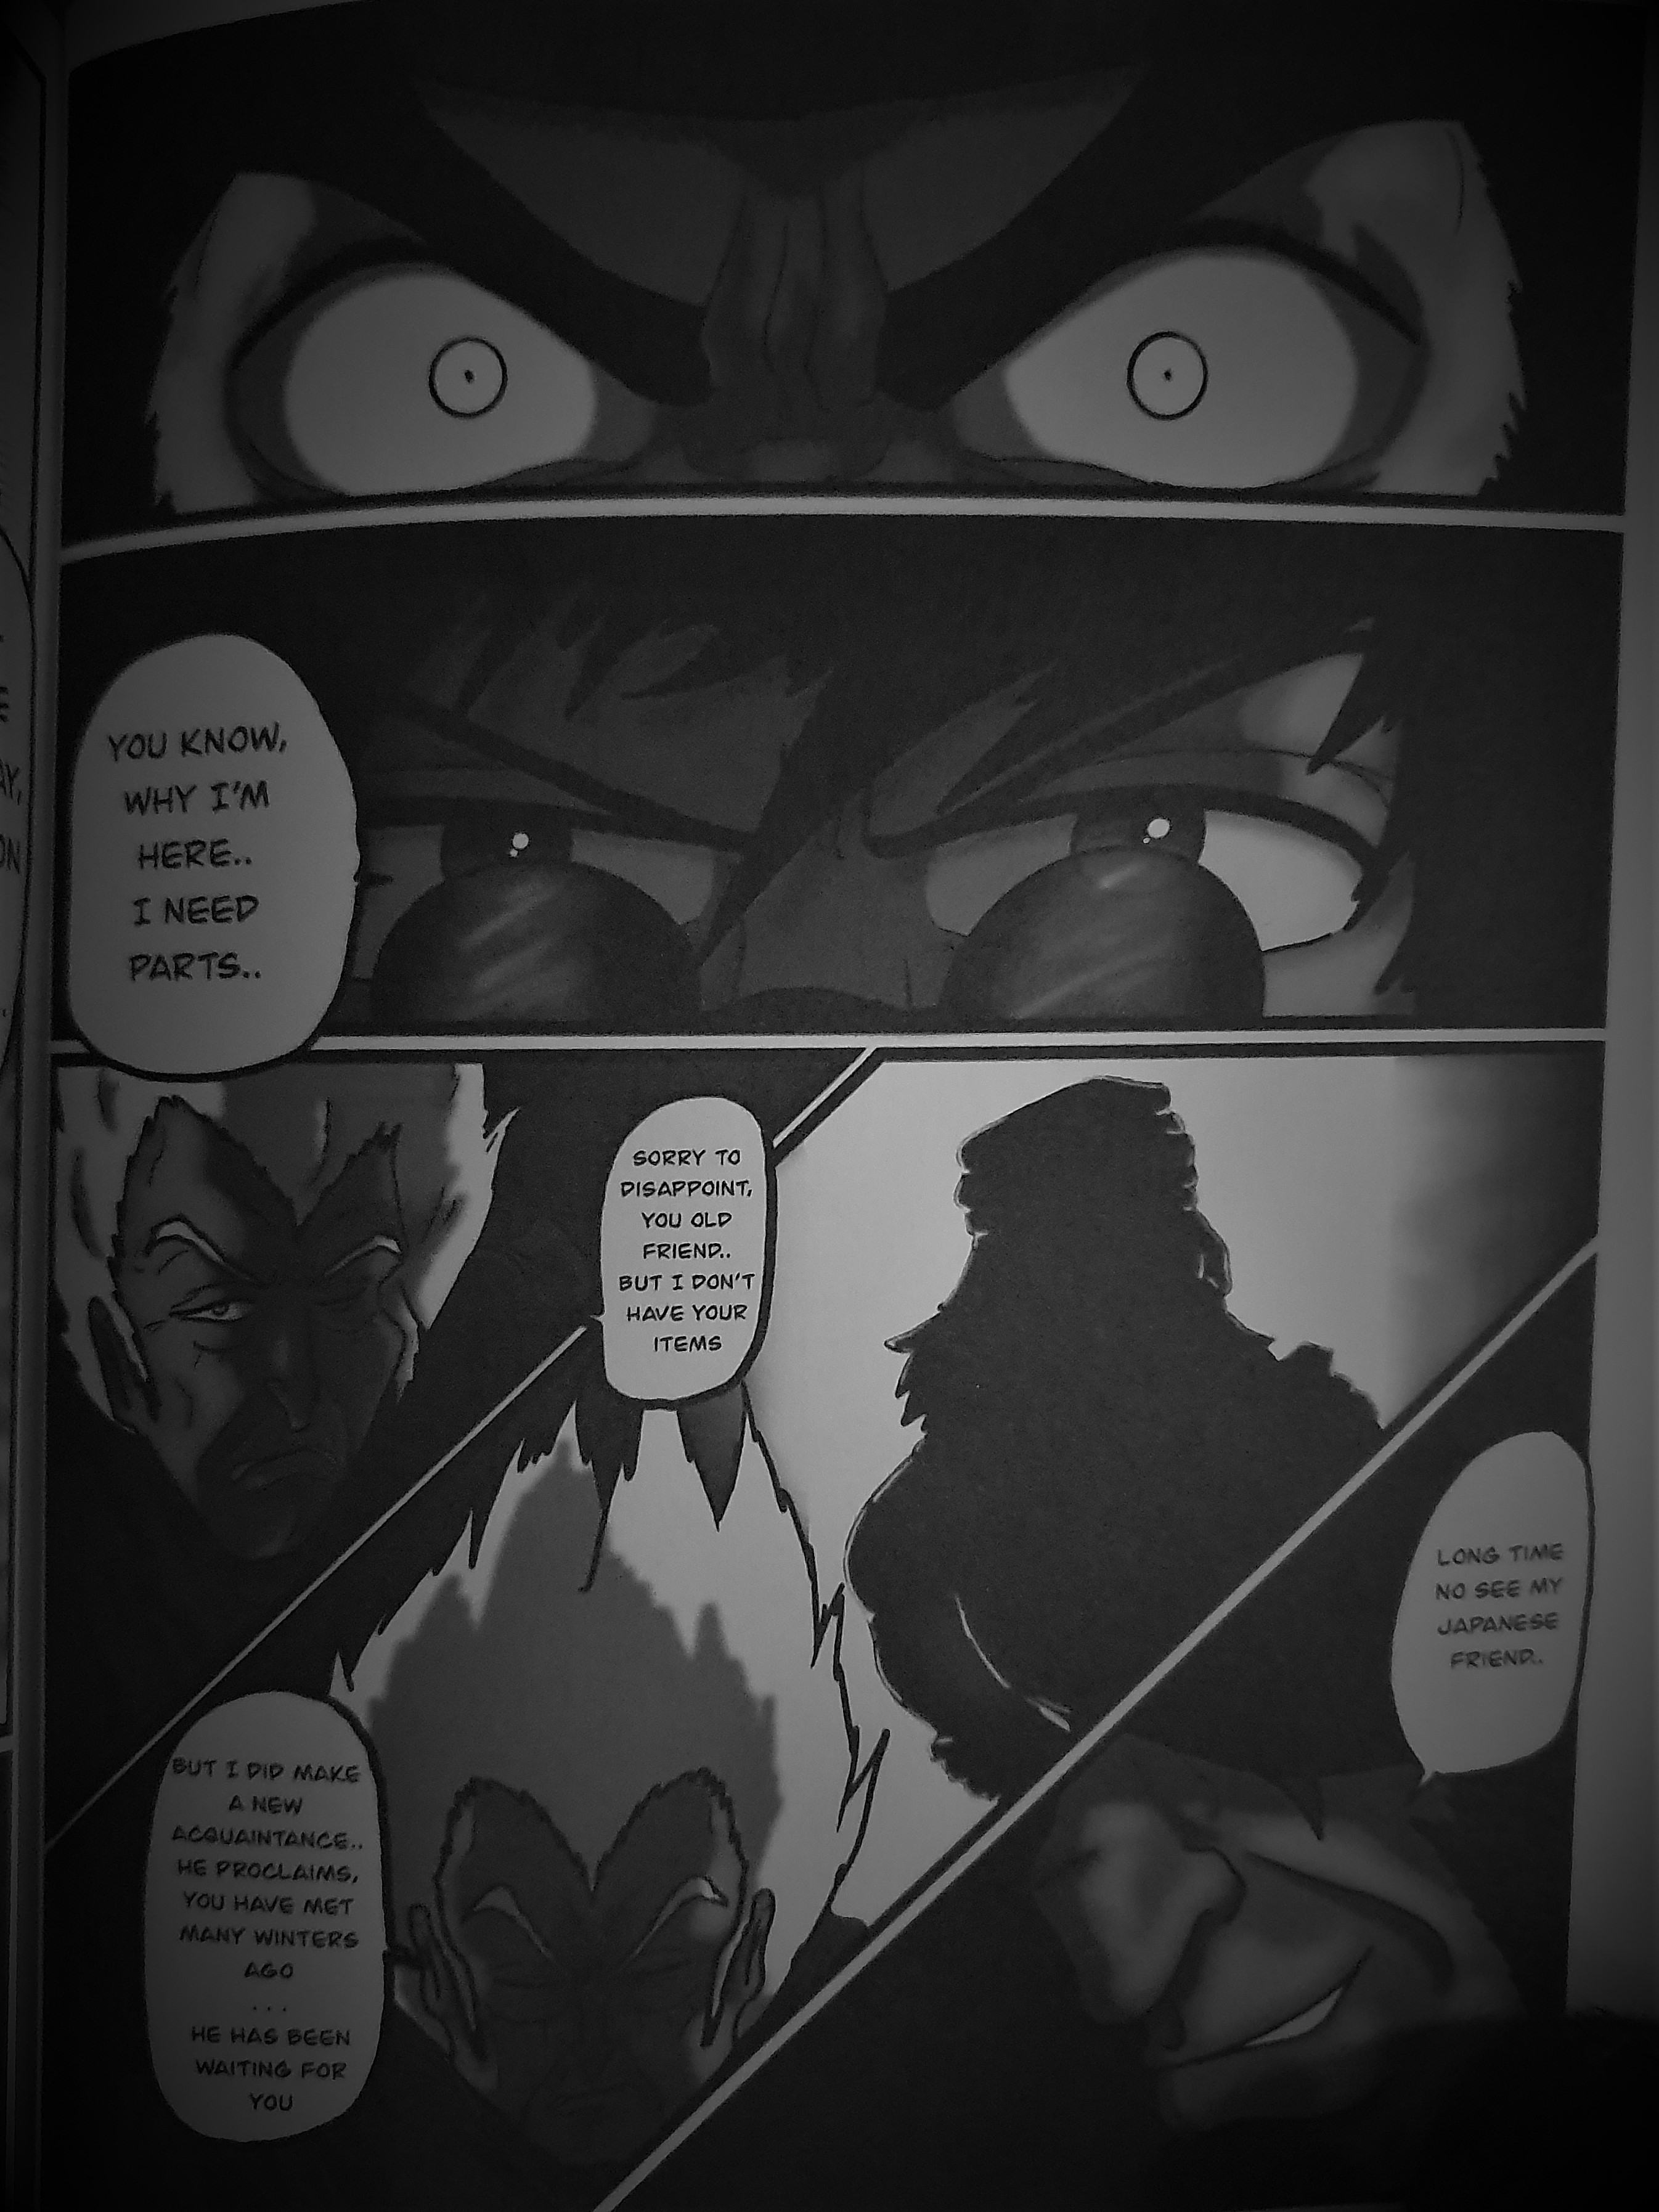 YOU KNOW,
WHY I'M
HERE..
I NEED
PARTS..
SORRY TO
DISAPPOINT,
YOU OLD
FRIEND..
BUT I DON'T
HAVE YOUR
ITEMS
BUT I DID MAKE
A NEW
ACQUAINTANCE..
HE PROCLAIMS,
YOU HAVE MET
MANY WINTERS
AGO
...
HE HAS BEEN
WAITING FOR
YOU
LONG TIME
NO SEE MY
JAPANESE
FRIEND..